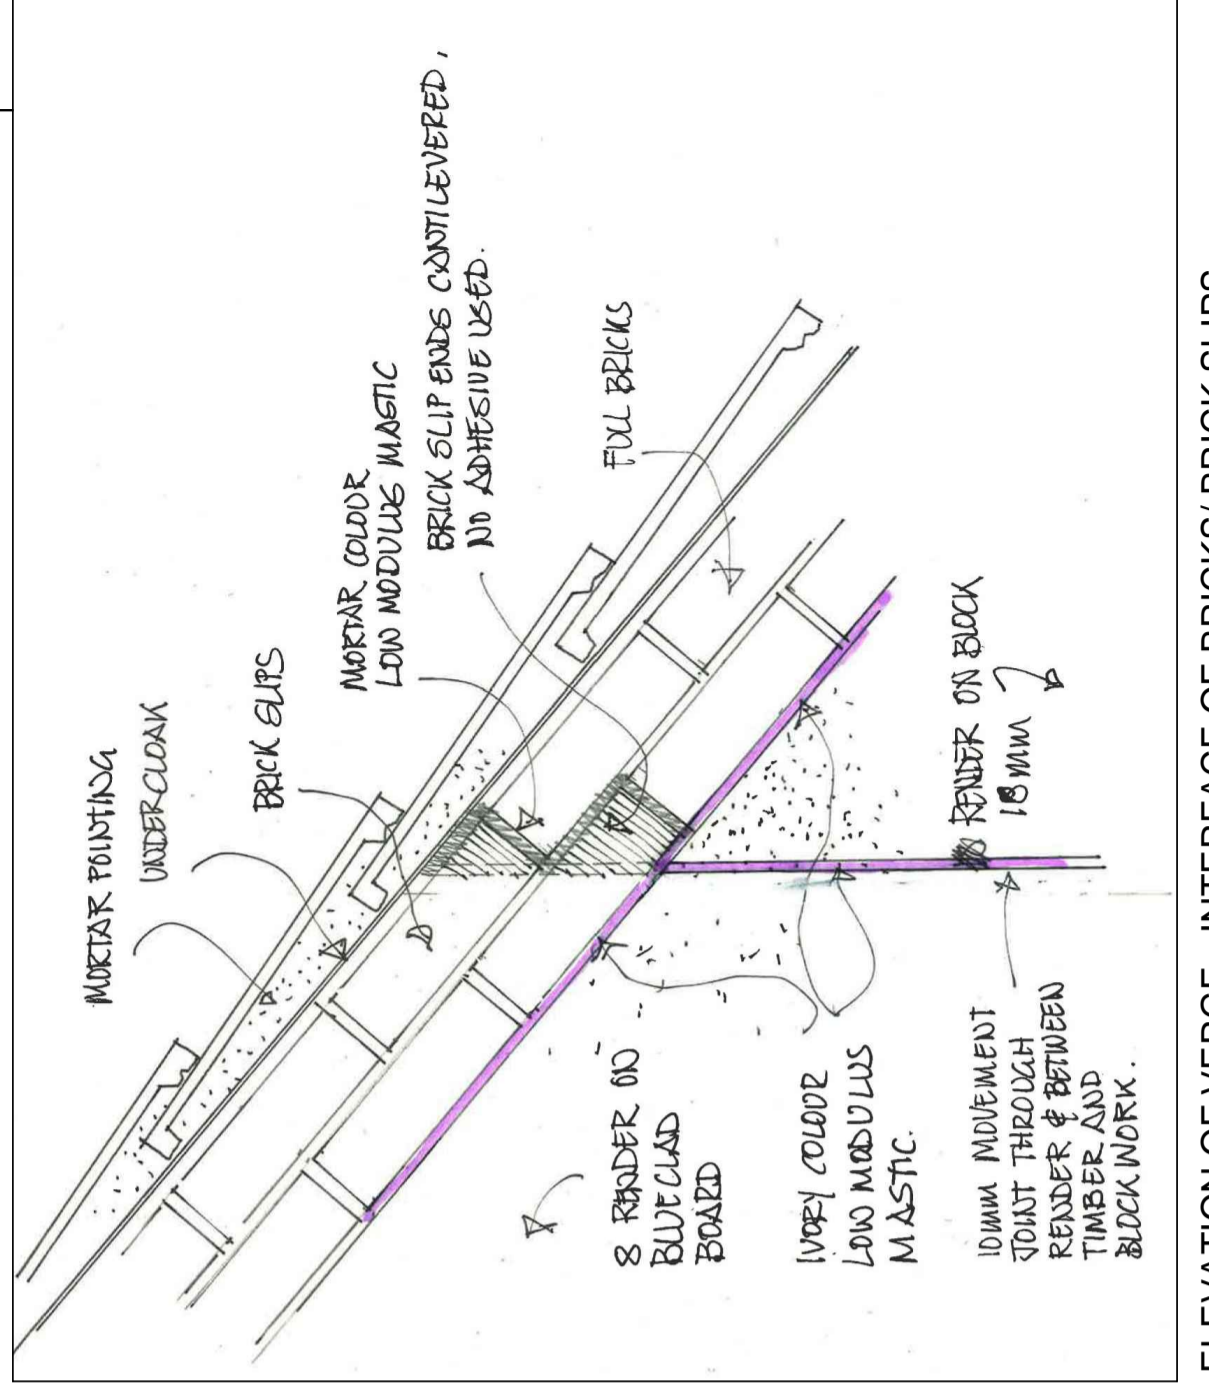 MORTAR POINTING
UNDERCLOAK
BRICK SLIPS
MORTAR COLOUR
LOW MODULUS MASTIC
BRICK SLIP ENDS CANTILEVERED,
NO ADHESIVE USED.
FULL BRICKS
8 RENDER ON
BLUECLAD
BOARD
IVORY COLOUR
LOW MODULUS
MASTIC.
10MM MOVEMENT
JOINT THROUGH
RENDER & BETWEEN
TIMBER AND
BLOCKWORK.
RENDER ON BLOCK
18mm
ELEVATION OF VERGE - INTERFACE OF BRICKS/ BRICK SLIPS